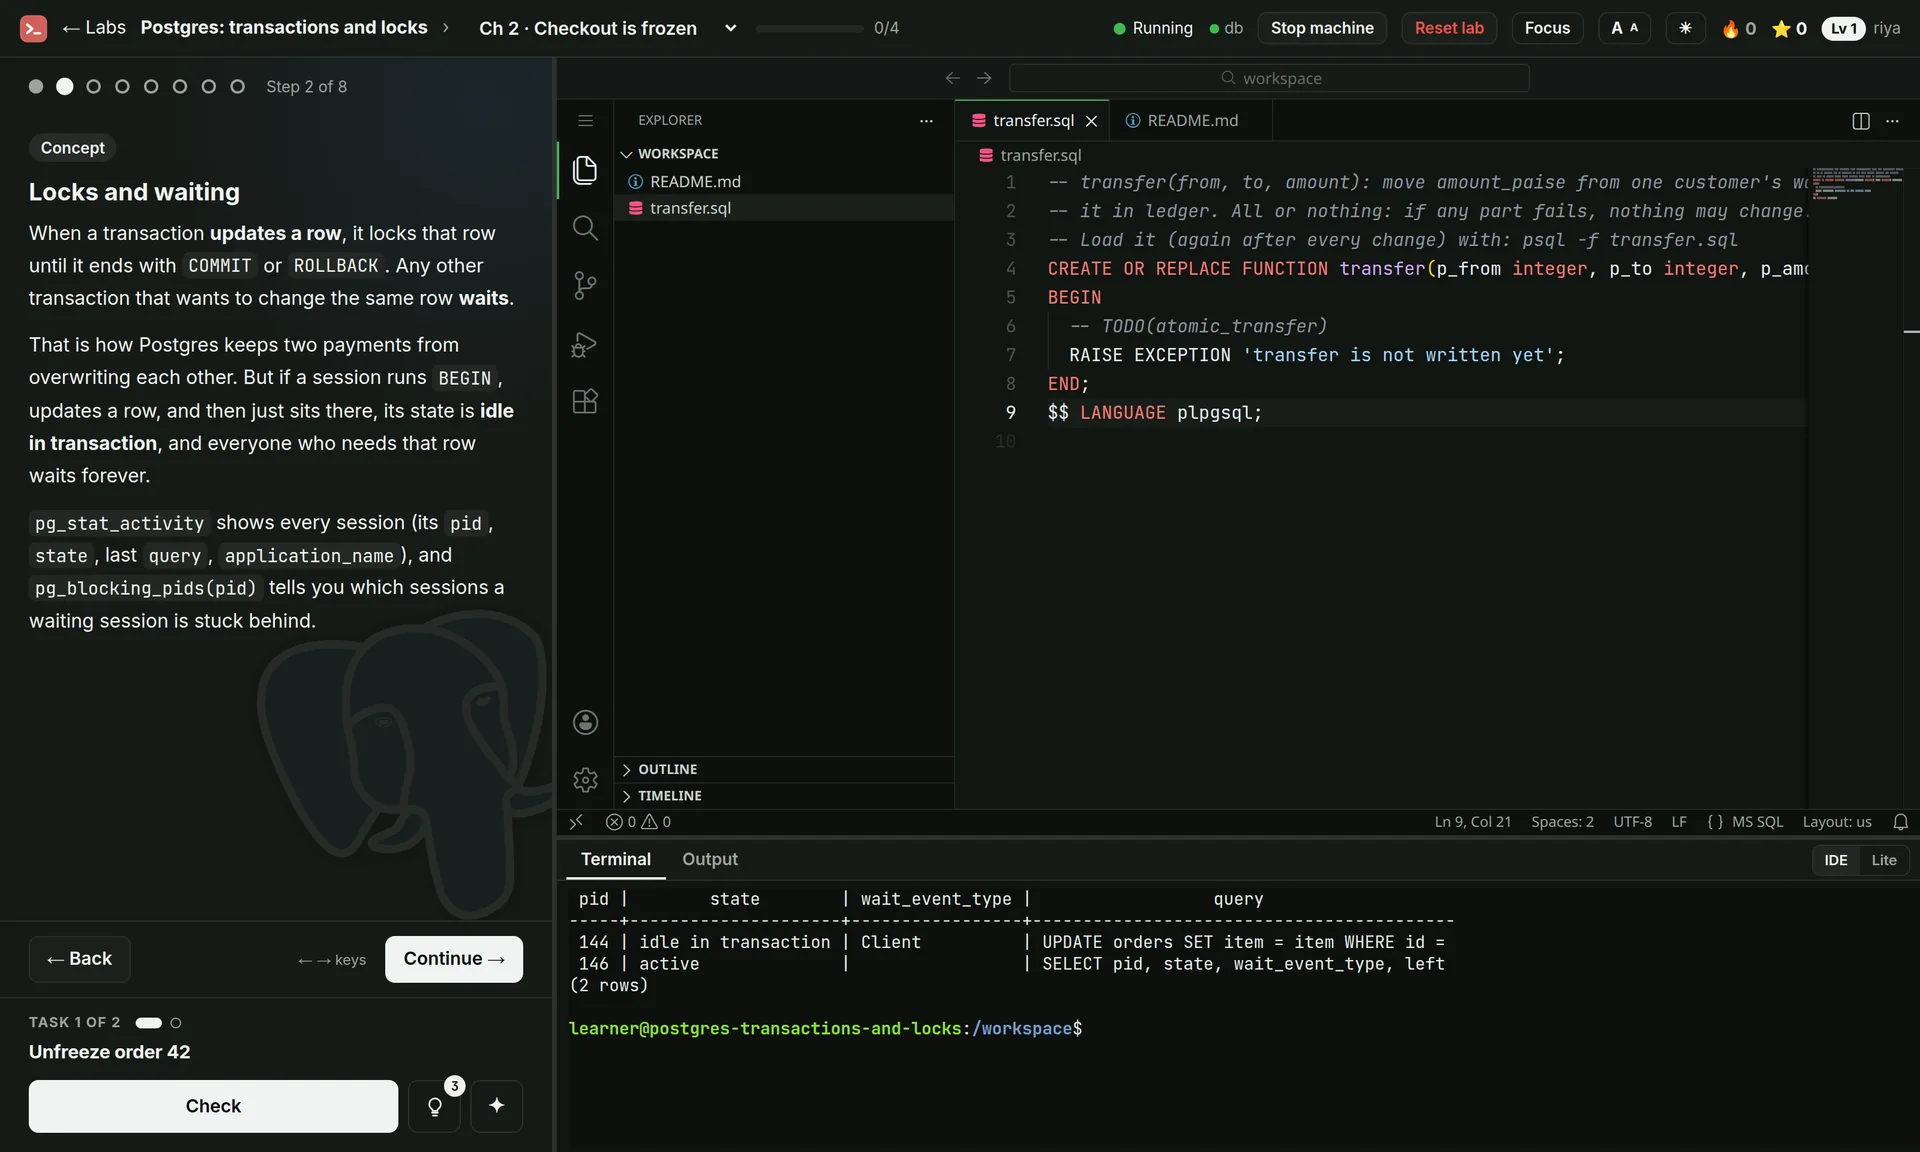 ← Labs Postgres: transactions and locks › Ch 2 · Checkout is frozen 0/4 Running db Stop machine Reset lab Focus A A 0 0 Lv 1 riya
Step 2 of 8
Concept
Locks and waiting
When a transaction updates a row, it locks that row
until it ends with COMMIT or ROLLBACK. Any other
transaction that wants to change the same row waits.
That is how Postgres keeps two payments from
overwriting each other. But if a session runs BEGIN,
updates a row, and then just sits there, its state is idle
in transaction, and everyone who needs that row
waits forever.
pg_stat_activity shows every session (its pid,
state, last query, application_name), and
pg_blocking_pids(pid) tells you which sessions a
waiting session is stuck behind.
← Back ←→ keys Continue →
TASK 1 OF 2
Unfreeze order 42
Check 3
workspace
EXPLORER
WORKSPACE
README.md
transfer.sql
OUTLINE
TIMELINE
transfer.sql README.md
transfer.sql
1 -- transfer(from, to, amount): move amount_paise from one customer's w
2 -- it in ledger. All or nothing: if any part fails, nothing may change.
3 -- Load it (again after every change) with: psql -f transfer.sql
4 CREATE OR REPLACE FUNCTION transfer(p_from integer, p_to integer, p_amo
5 BEGIN
6 -- TODO(atomic_transfer)
7 RAISE EXCEPTION 'transfer is not written yet';
8 END;
9 $$ LANGUAGE plpgsql;
10
0 0 Ln 9, Col 21 Spaces: 2 UTF-8 LF { } MS SQL Layout: us
Terminal Output IDE Lite
pid | state | wait_event_type | query
-----+----------------------+-----------------+------------------------------------------
144 | idle in transaction | Client | UPDATE orders SET item = item WHERE id =
146 | active | | SELECT pid, state, wait_event_type, left
(2 rows)
learner@postgres-transactions-and-locks:/workspace$